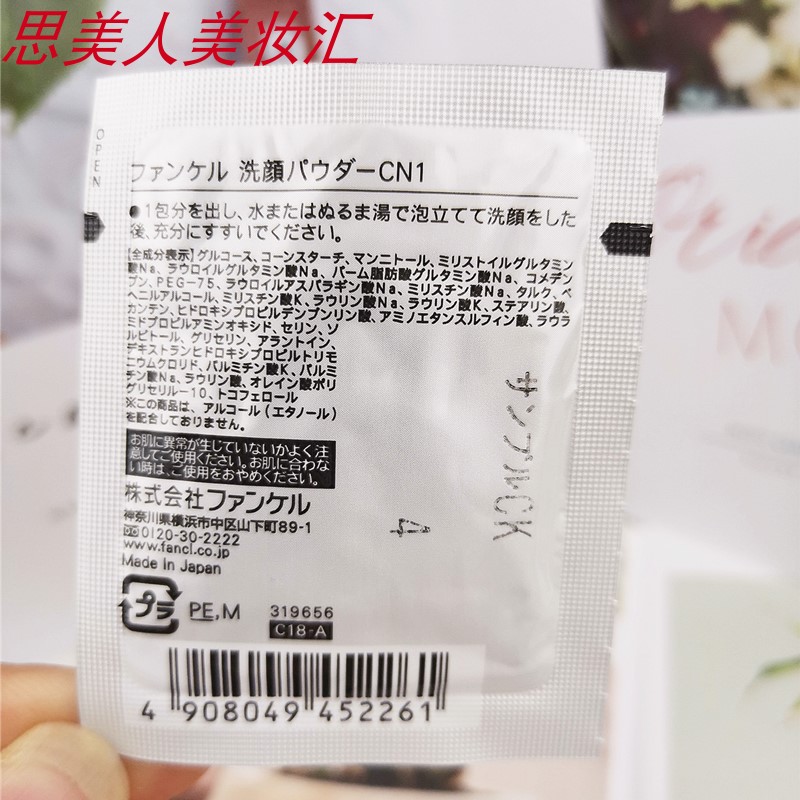 思美人美妆汇
OPEN
ファンケル 洗顔パウダーCN1
●1包分を出し、水またはぬるま湯で泡立てて洗顔をした
後、充分にすすいでください。
【全成分表示】グルコース、コーンスターチ、マンニトール、ミリストイルグルタミン
酸Na、ラウロイルグルタミン酸Na、パーム脂肪酸グルタミン酸Na、コメデン
プン、PEG-75、ラウロイルアスパラギン酸Na、ミリスチン酸Na、タルク、ベ
ヘニルアルコール、ミリスチン酸K、ラウリン酸Na、ラウリン酸K、ステアリン酸、
カンテン、ヒドロキシプロピルデンプンリン酸、アミノエタンスルフィン酸、ラウラ
ミドプロピルアミンオキシド、セリン、ソ
ルビトール、グリセリン、アラントイン、
デキストランヒドロキシプロピルトリモ
ニウムクロリド、パルミチン酸K、パルミ
チン酸Na、ラウリン酸、オレイン酸ポリ
グリセリル-10、トコフェロール
※この商品は、アルコール（エタノール）
を配合しておりません。
お肌に異常が生じていないかよく注
意してご使用ください。お肌に合わな
い時は、ご使用をおやめください。
株式会社ファンケル
神奈川県横浜市中区山下町89-1
0120-30-2222
www.fancl.co.jp
Made in Japan
プラ PE,M 319656
C18-A
4 908049 452261
サンプルCK
4